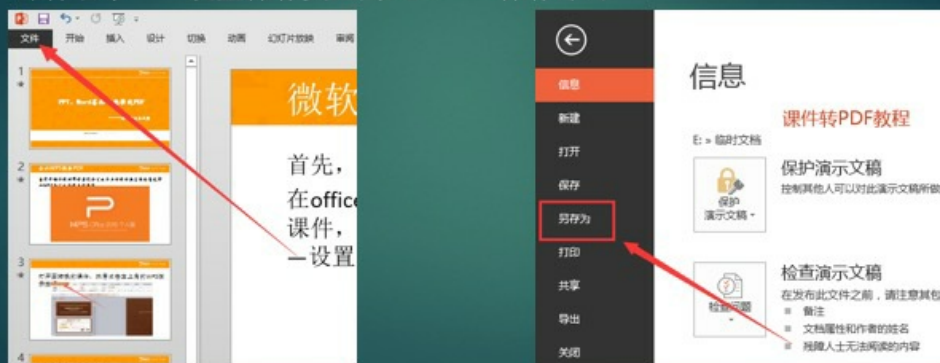 文件 开始 插入 设计 切换 动画 幻灯片放映 审阅
1
2
WPS Office
3
4
微软
首先，
在office
课件，
—设置
信息
新建
打开
保存
另存为
打印
共享
导出
关闭
信息
课件转PDF教程
E: » 临时文档
保护
演示文稿
保护演示文稿
控制其他人可以对此演示文稿所做
检查问题
检查演示文稿
在发布此文件之前，请注意其包
备注
文档属性和作者的姓名
残障人士无法阅读的内容